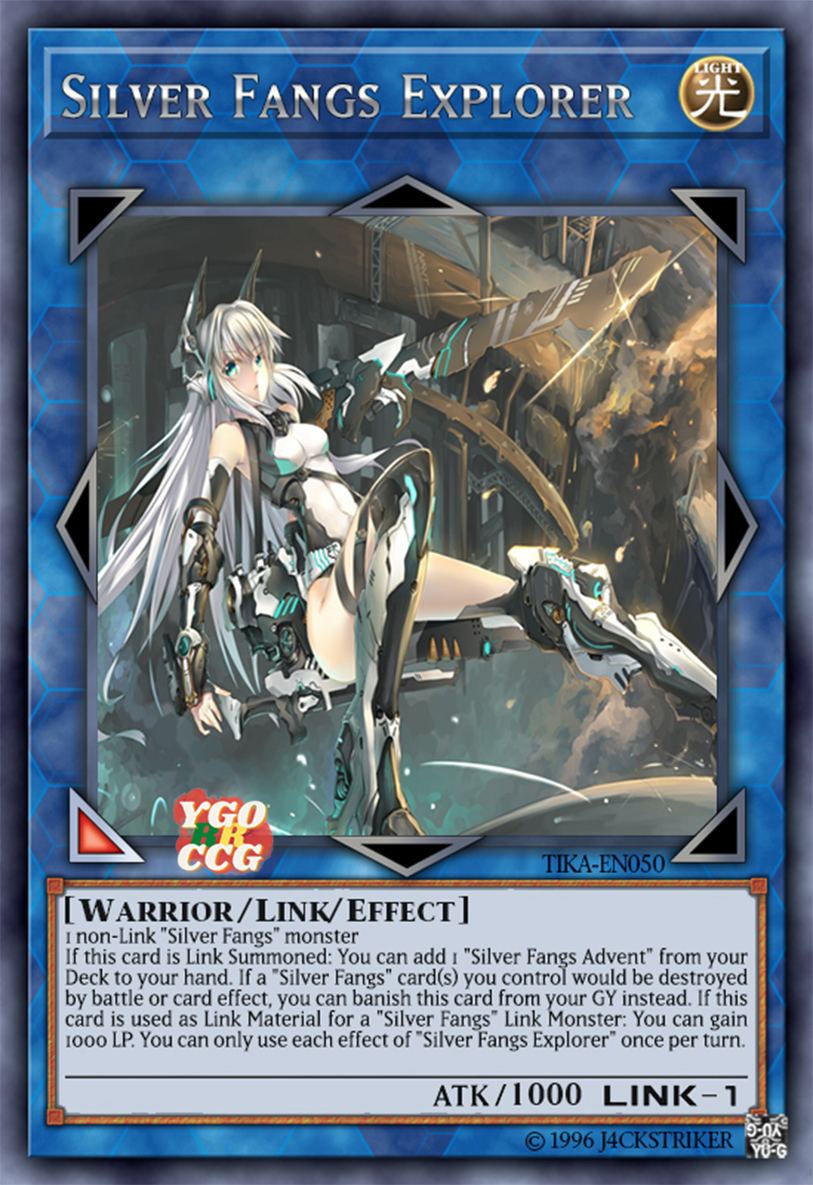 SILVER FANGS EXPLORER
LIGHT
光
YGO
BR
CCG
TIKA-EN050
[WARRIOR/LINK/EFFECT]
1 non-Link "Silver Fangs" monster
If this card is Link Summoned: You can add 1 "Silver Fangs Advent" from your
Deck to your hand. If a "Silver Fangs" card(s) you control would be destroyed
by battle or card effect, you can banish this card from your GY instead. If this
card is used as Link Material for a "Silver Fangs" Link Monster: You can gain
1000 LP. You can only use each effect of "Silver Fangs Explorer" once per turn.
ATK/1000 LINK-1
© 1996 J4CKSTRIKER
YU-G
YU-G